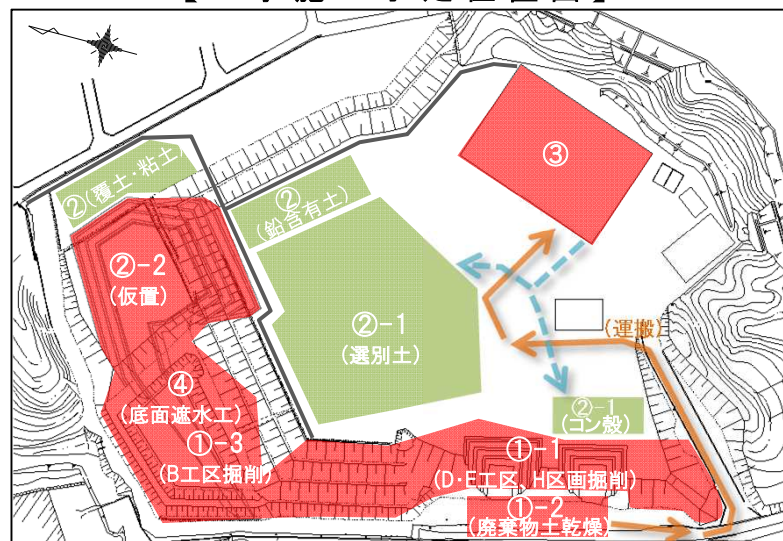 ②(覆土・粘土)
②
(鉛含有土)
③
②-2
(仮置)
②-1
(選別土)
(運搬)
④
(底面遮水工)
①-3
(B工区掘削)
②-1
(コン殻)
①-1
(D・E工区、H区画掘削)
①-2
(廃棄物土乾燥)